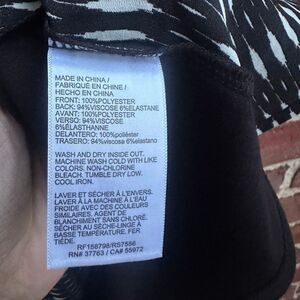 MADE IN CHINA /
FABRIQUÉ EN CHINE /
HECHO EN CHINA
FRONT: 100%POLYESTER
BACK: 94%VISCOSE 6%ELASTANE
AVANT: 100%POLYESTER
VERSO: 94%VISCOSE
6%ÉLASTHANNE
DELANTERO: 100%poliéster
TRASERO: 94%viscosa 6%elastano
WASH AND DRY INSIDE OUT.
MACHINE WASH COLD WITH LIKE
COLORS. NON-CHLORINE
BLEACH. TUMBLE DRY LOW.
COOL IRON.
LAVER ET SÉCHER À L'ENVERS.
LAVER À LA MACHINE À L'EAU
FROIDE AVEC DES COULEURS
SIMILAIRES. AGENT DE
BLANCHIMENT SANS CHLORE.
SÉCHER AU SÈCHE-LINGE À
BASSE TEMPÉRATURE. FER
TIÈDE.
RF158798/RS7556
RN# 37763 / CA# 55972